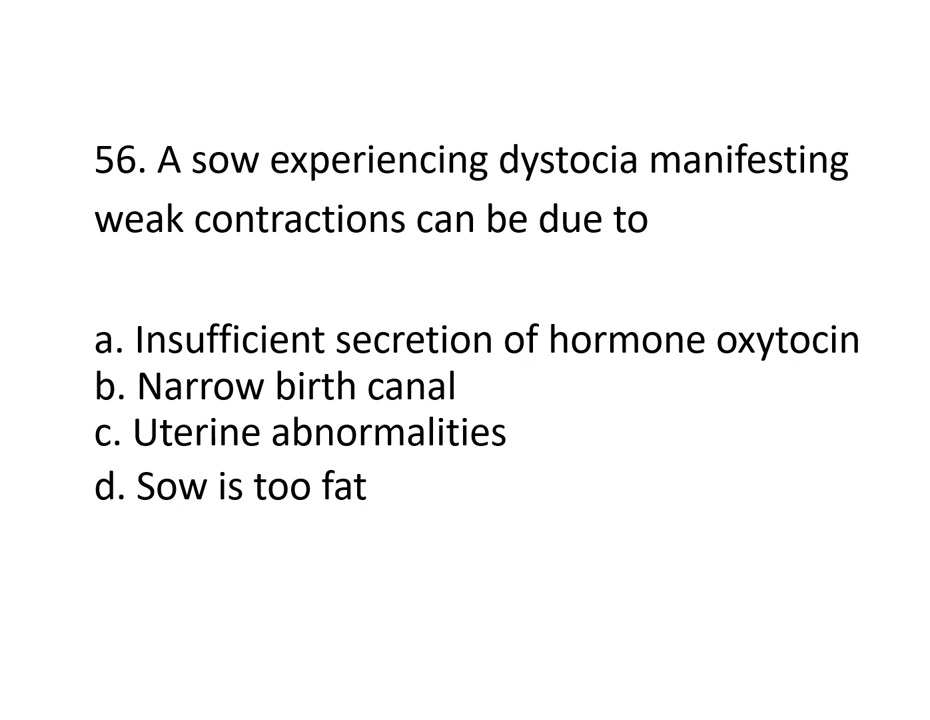 56. A sow experiencing dystocia manifesting
weak contractions can be due to
a. Insufficient secretion of hormone oxytocin
b. Narrow birth canal
c. Uterine abnormalities
d. Sow is too fat